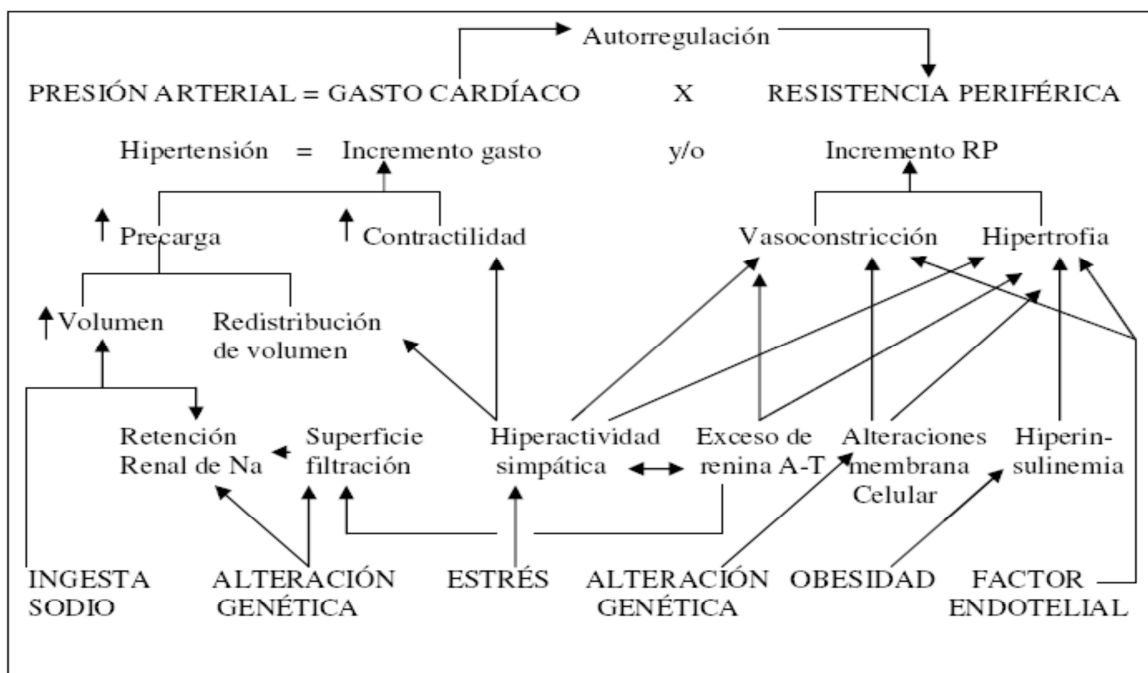 Autorregulación
PRESIÓN ARTERIAL = GASTO CARDÍACO X RESISTENCIA PERIFÉRICA
Hipertensión = Incremento gasto y/o Incremento RP
Precarga Contractilidad Vasoconstricción Hipertrofia
Volumen Redistribución
de volumen
Retención Superficie Hiperactividad Exceso de Alteraciones Hiperin-
Renal de Na filtración simpática renina A-T membrana sulinemia
Celular
INGESTA ALTERACIÓN ESTRÉS ALTERACIÓN OBESIDAD FACTOR
SODIO GENÉTICA GENÉTICA ENDOTELIAL